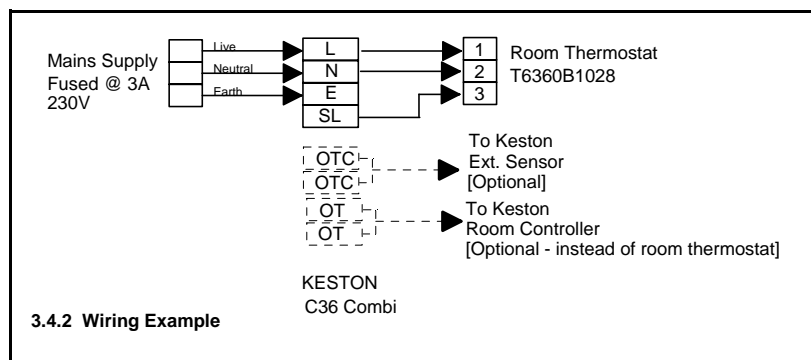 Mains Supply
Fused @ 3A
230V
Live
Neutral
Earth
L
N
E
SL
1
2
3
Room Thermostat
T6360B1028
OTC
OTC
To Keston
Ext. Sensor
[Optional]
OT
OT
To Keston
Room Controller
[Optional - instead of room thermostat]
KESTON
C36 Combi
3.4.2 Wiring Example